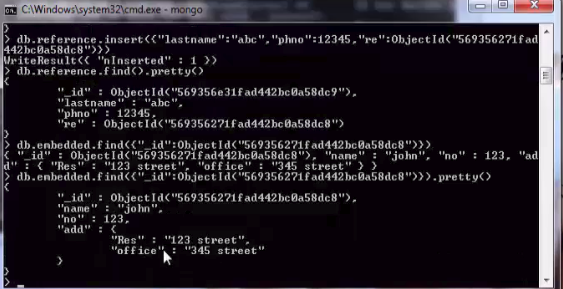 C:\Windows\system32\cmd.exe - mongo
}
> db.reference.insert({"lastname":"abc","phno":12345,"re":ObjectId("569356271fad
442bc0a58dc8")})
WriteResult({ "nInserted" : 1 })
> db.reference.find().pretty()
{
"_id" : ObjectId("569356e31fad442bc0a58dc9"),
"lastname" : "abc",
"phno" : 12345,
"re" : ObjectId("569356271fad442bc0a58dc8")
}
> db.embedded.find({"_id":ObjectId("569356271fad442bc0a58dc8")})
{ "_id" : ObjectId("569356271fad442bc0a58dc8"), "name" : "john", "no" : 123, "ad
d" : { "Res" : "123 street", "office" : "345 street" } }
> db.embedded.find({"_id":ObjectId("569356271fad442bc0a58dc8")}).pretty()
{
"_id" : ObjectId("569356271fad442bc0a58dc8"),
"name" : "john",
"no" : 123,
"add" : {
"Res" : "123 street",
"office" : "345 street"
}
}
>